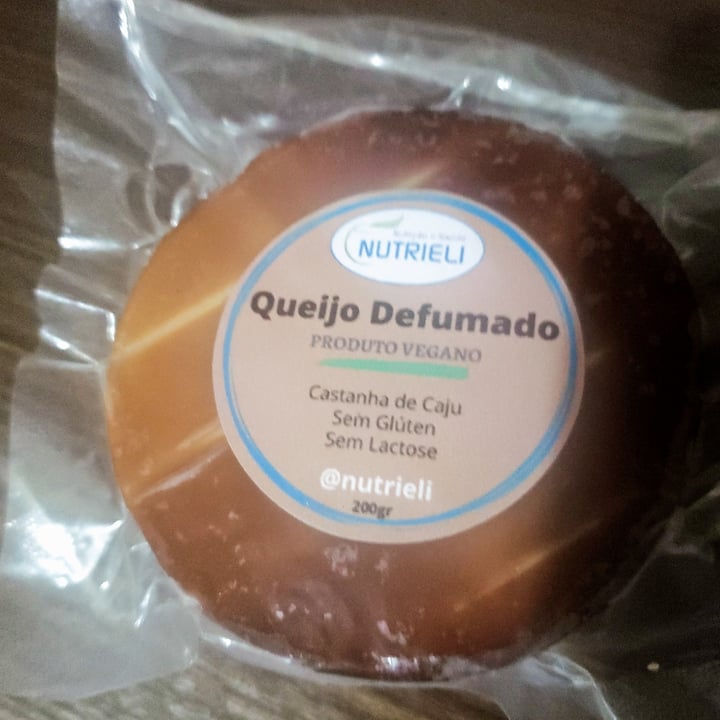 NUTRIELI
Queijo Defumado
PRODUTO VEGANO
Castanha de Caju
Sem Glúten
Sem Lactose
@nutrieli
200gr